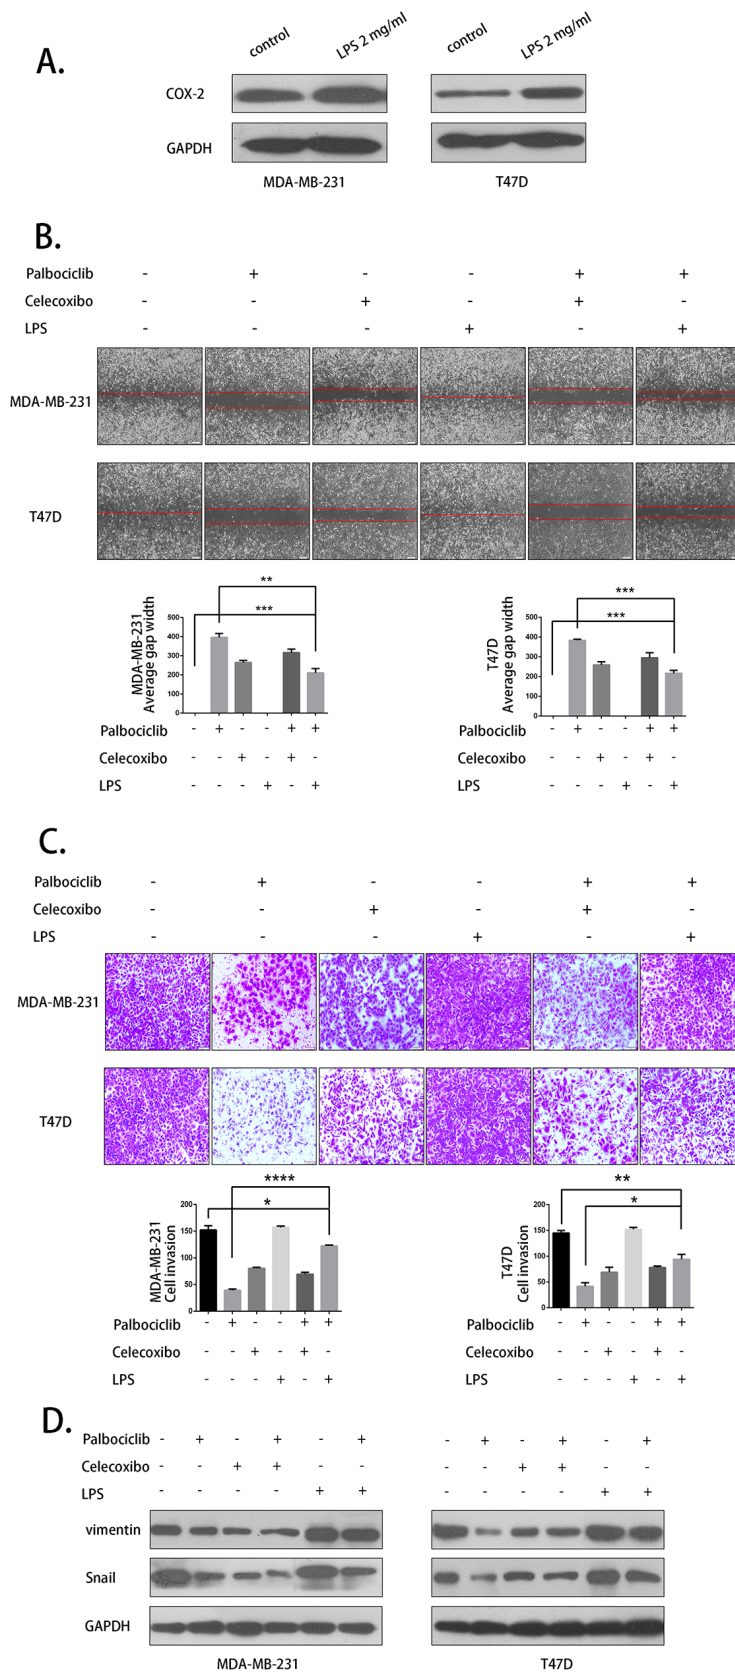 A.
control LPS 2 mg/ml control LPS 2 mg/ml
COX-2
GAPDH
MDA-MB-231 T47D
B.
Palbociclib - + - - + +
Celecoxibo - - + - + -
LPS - - - + - +
MDA-MB-231
T47D
** ***
*** ***
MDA-MB-231
Average gap width
500
400
300
200
100
0
T47D
Average gap width
500
400
300
200
100
0
Palbociclib - + - - + + Palbociclib - + - - + +
Celecoxibo - - + - + - Celecoxibo - - + - + -
LPS - - - + - + LPS - - - + - +
C.
Palbociclib - + - - + +
Celecoxibo - - + - + -
LPS - - - + - +
MDA-MB-231
T47D
**** **
* *
MDA-MB-231
Cell invasion
200
150
100
50
0
T47D
Cell invasion
200
150
100
50
0
Palbociclib - + - - + + Palbociclib - + - - + +
Celecoxibo - - + - + - Celecoxibo - - + - + -
LPS - - - + - + LPS - - - + - +
D.
Palbociclib - + - + - + - + - + - +
Celecoxibo - - + + - - - - + + - -
LPS - - - - + + - - - - + +
vimentin
Snail
GAPDH
MDA-MB-231 T47D